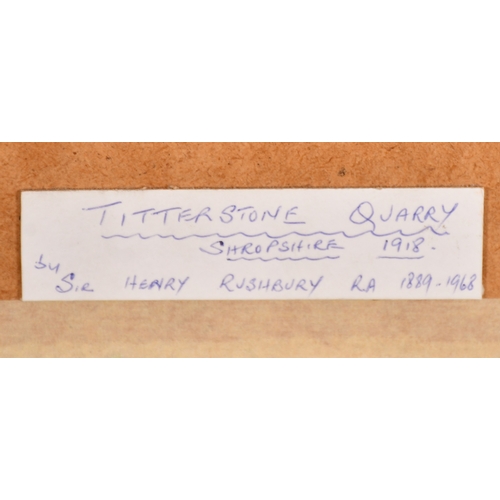 TITTERSTONE QUARRY
SHROPSHIRE 1918.
by
SIR HENRY RUSHBURY RA 1889-1968